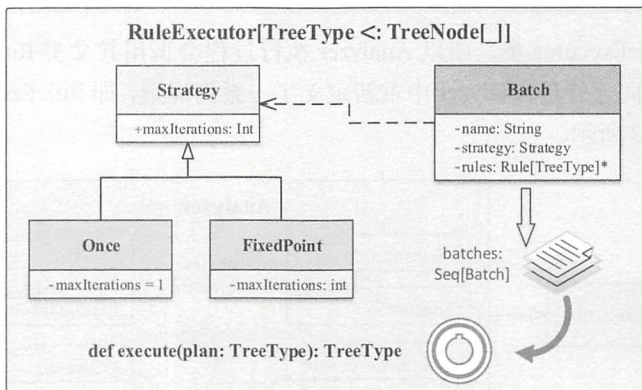 RuleExecutor[TreeType <: TreeNode[_]]
Strategy
+maxIterations: Int
Batch
-name: String
-strategy: Strategy
-rules: Rule[TreeType]*
Once
-maxIterations = 1
FixedPoint
-maxIterations: int
batches:
Seq[Batch]
def execute(plan: TreeType): TreeType